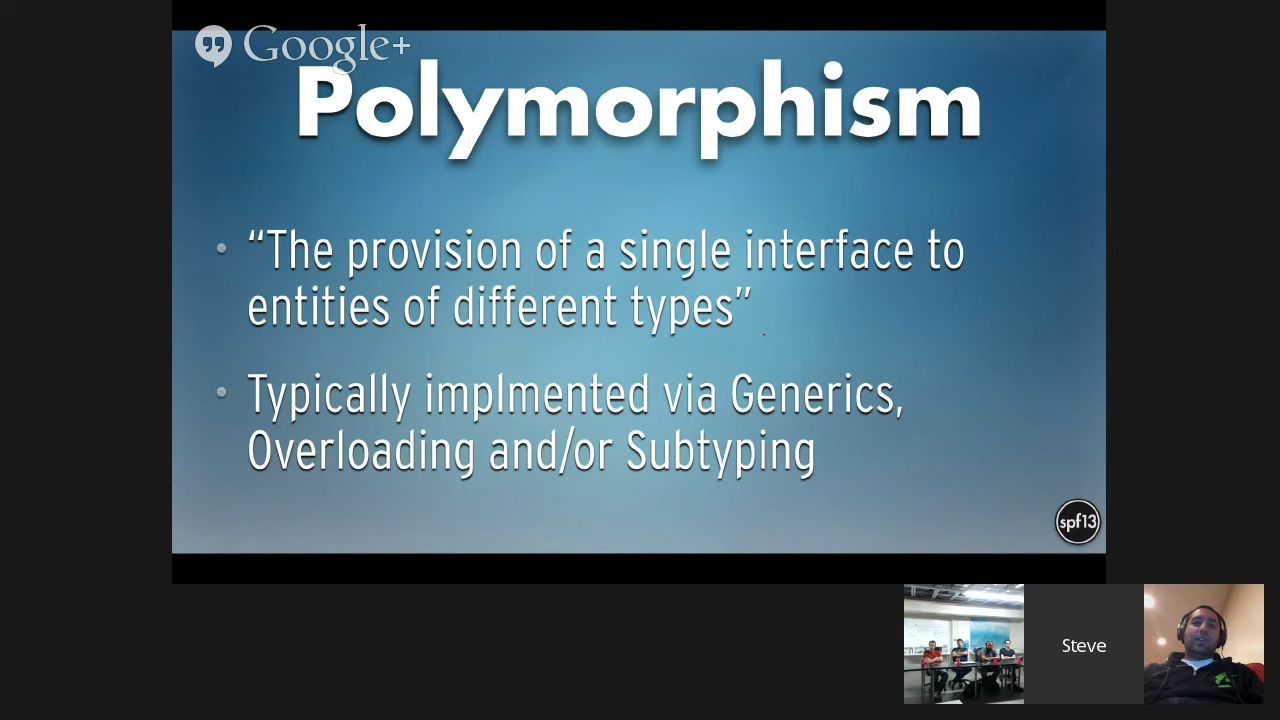 Google+
Polymorphism
• “The provision of a single interface to
entities of different types”
• Typically implmented via Generics,
Overloading and/or Subtyping
spf13
Steve